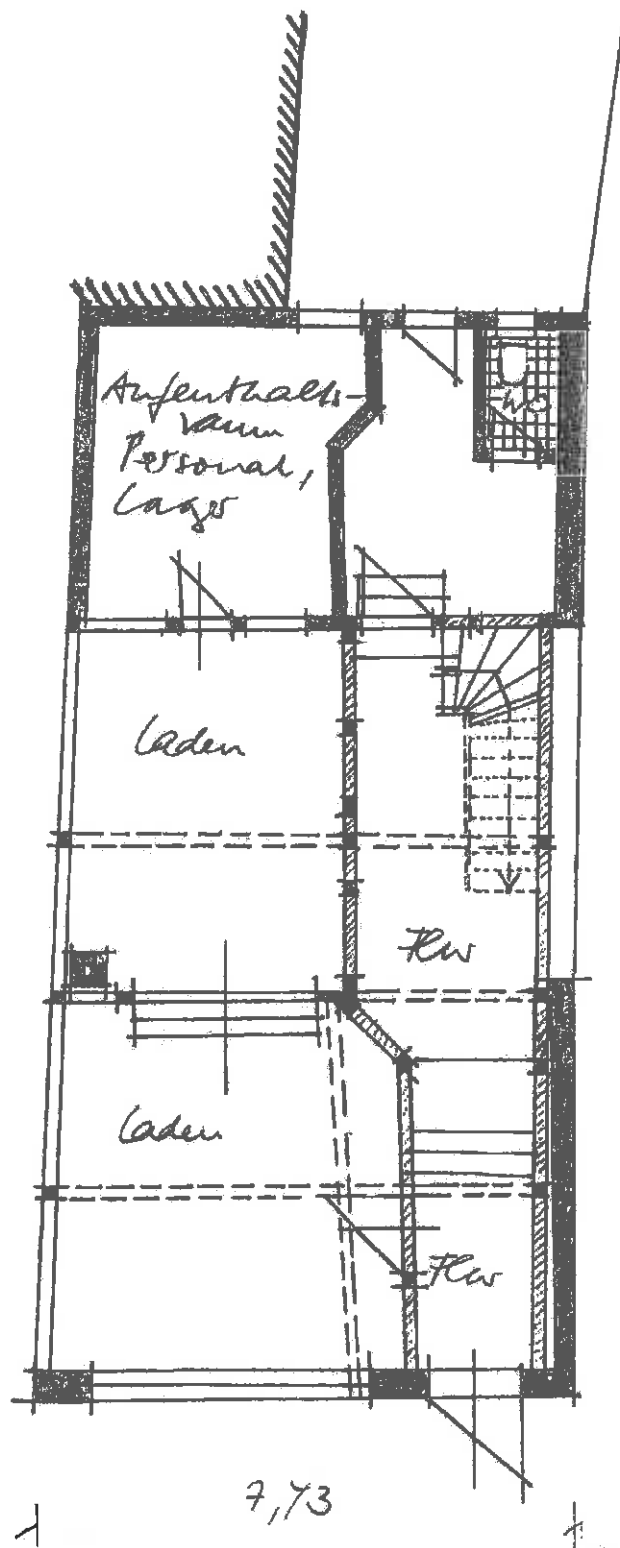 Aufenthalts-
raum
Personal,
Lager
WC
Laden
Flur
Laden
Flur
7,73